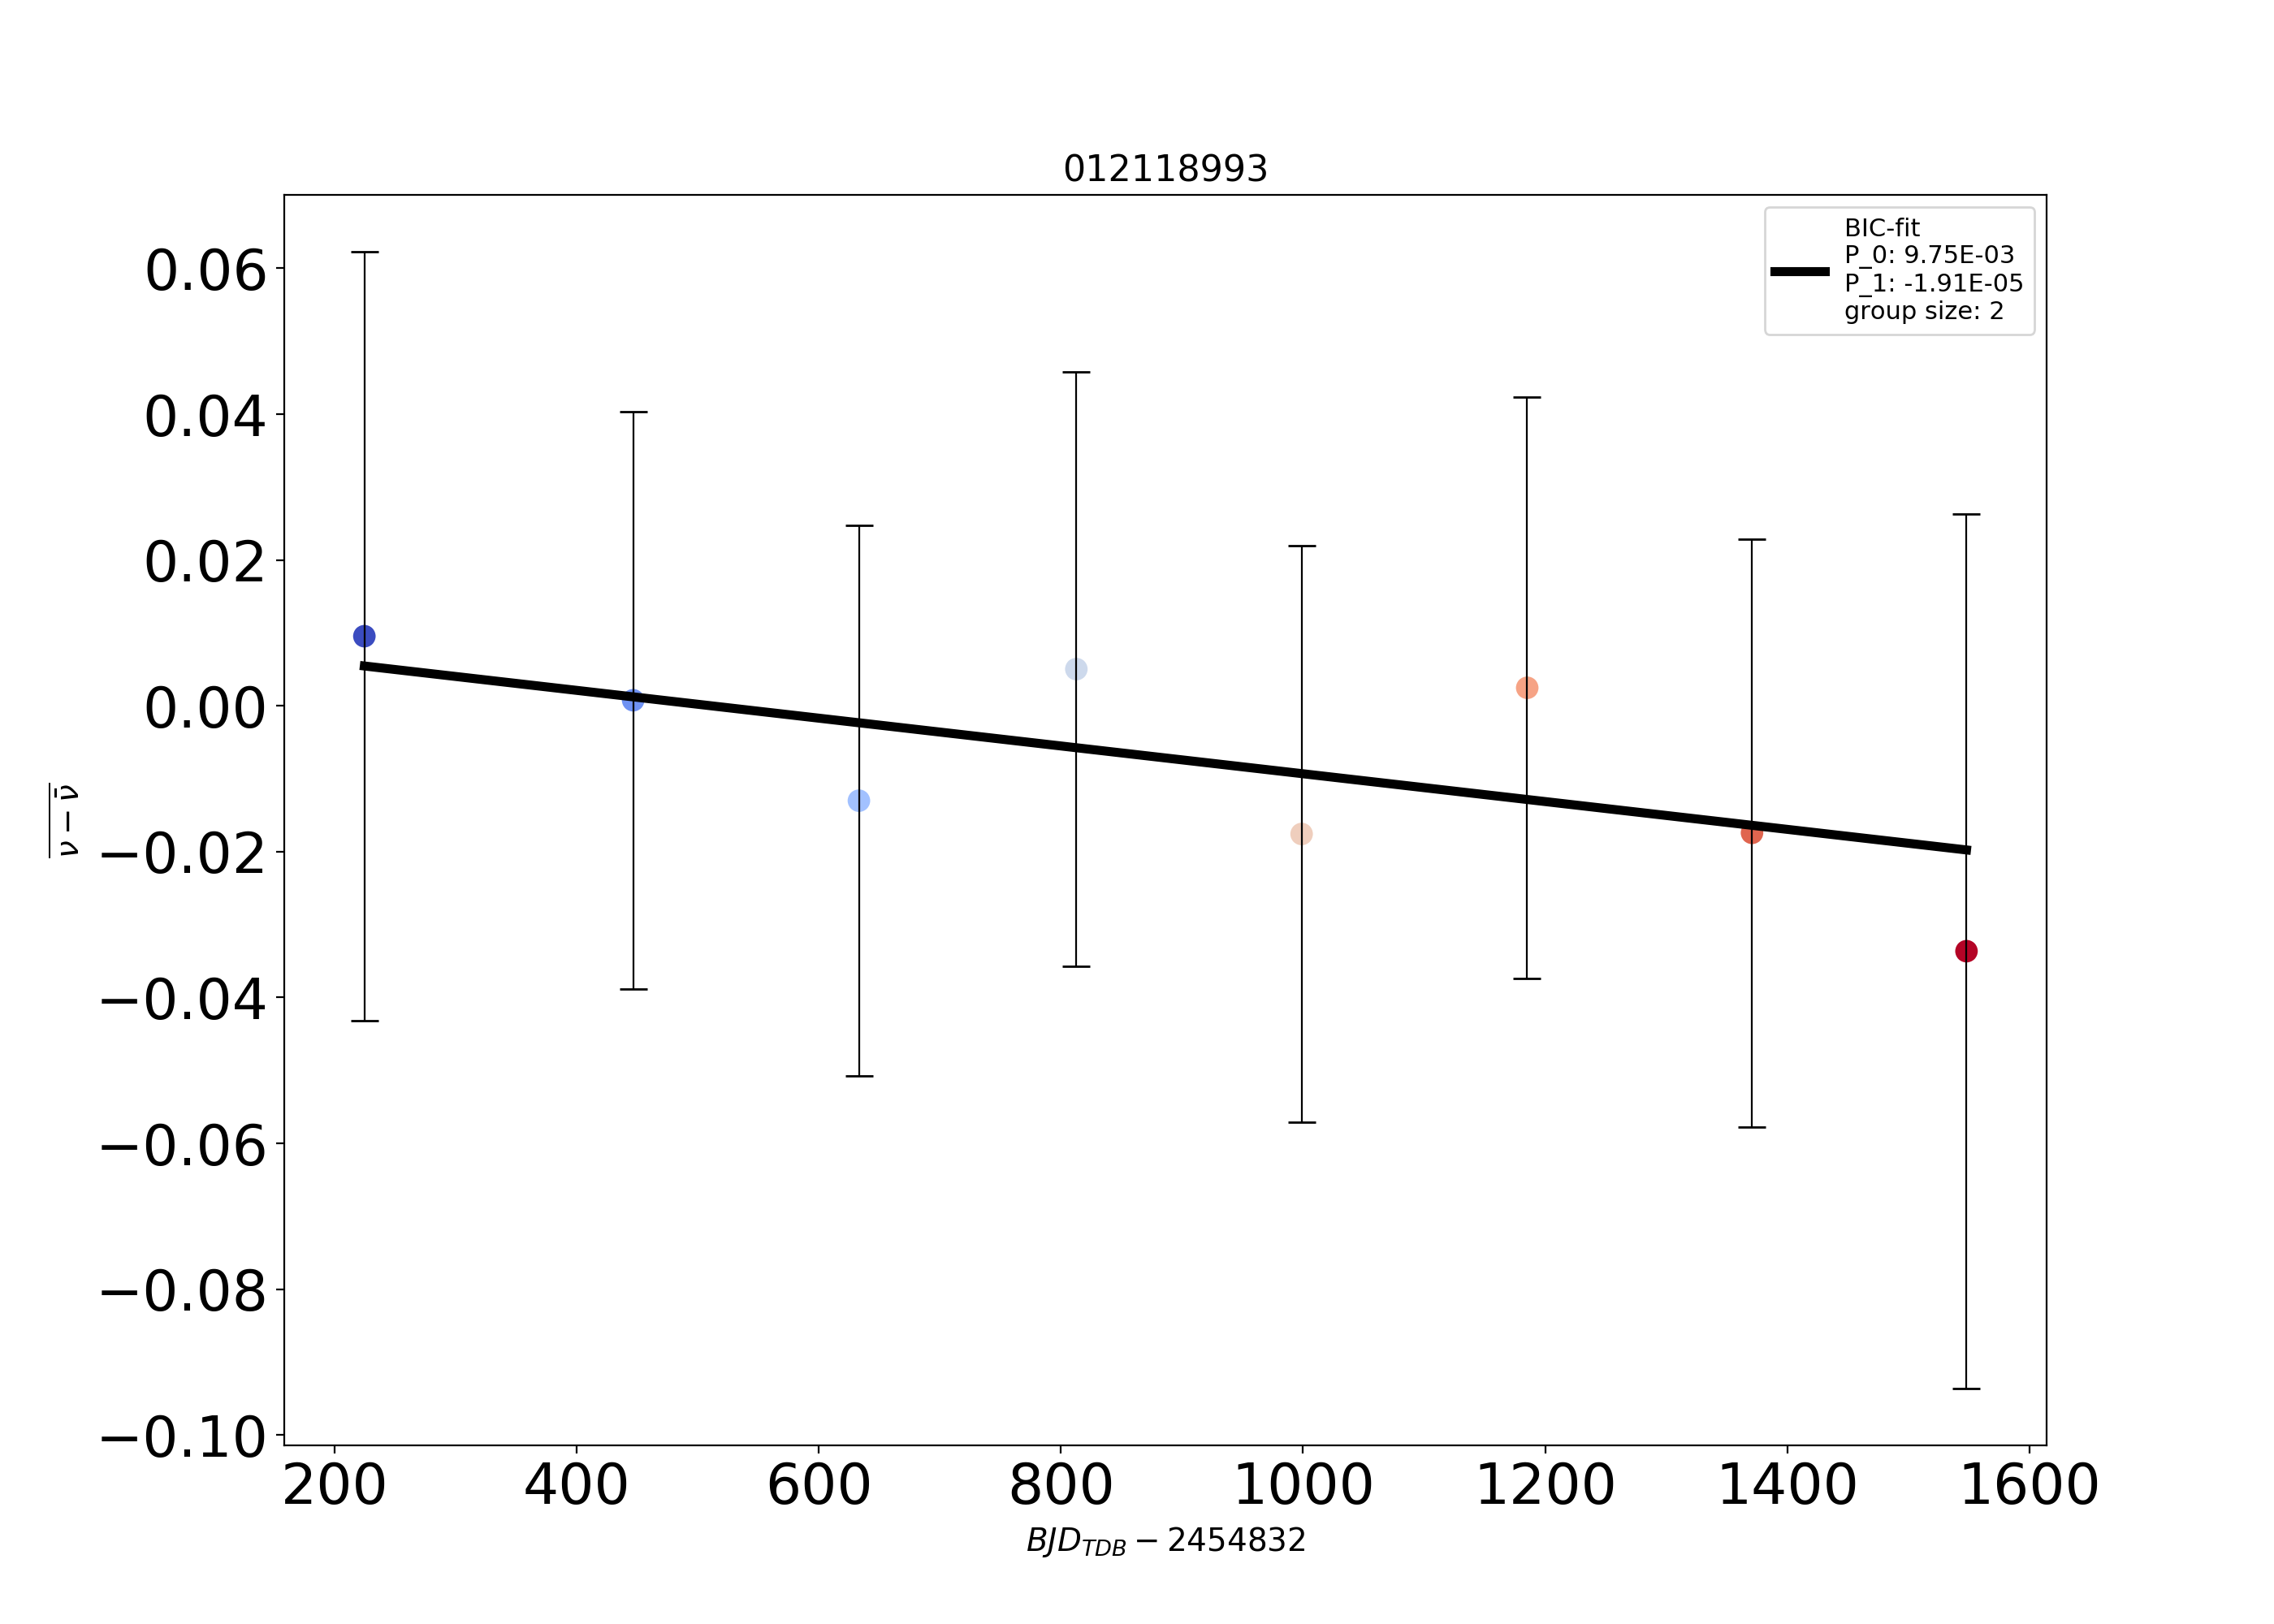 012118993
BIC-fit
P_0: 9.75E-03
P_1: -1.91E-05
group size: 2
0.06
0.04
0.02
0.00
−0.02
−0.04
−0.06
−0.08
−0.10
ν − ν̄
200 400 600 800 1000 1200 1400 1600
BJD_TDB − 2454832